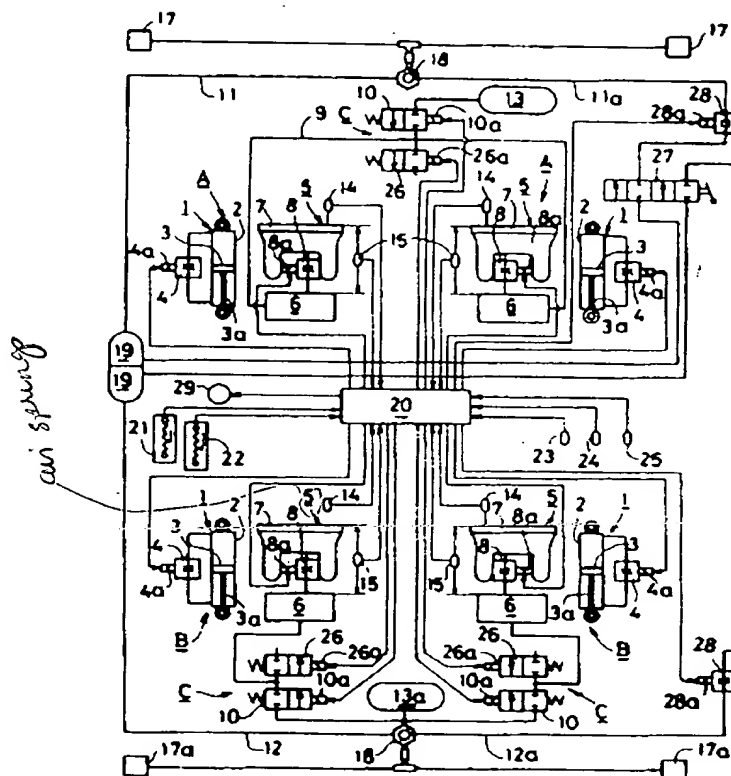 17 17
18
11 11a 28
10 13 28a
9 C 10a 27
26a
26
A 14 14 A
1 2 7 5 7 5 2 1
8 8 8a
3 8a 15 3
4a 4a
4 6 6 4
3a 3a
19
19 29 20
21 22 23 24 25
air spring
14 14
1 2 7 8 5 7 8a 5 2 1
3 8a 8 3
4 4
4a 15 15 4a
6 6
3a 3a
B 26 26 B
26a 26a
C 10a 13a 10a C 28
10 10 28a
12 18 12a
17a 17a